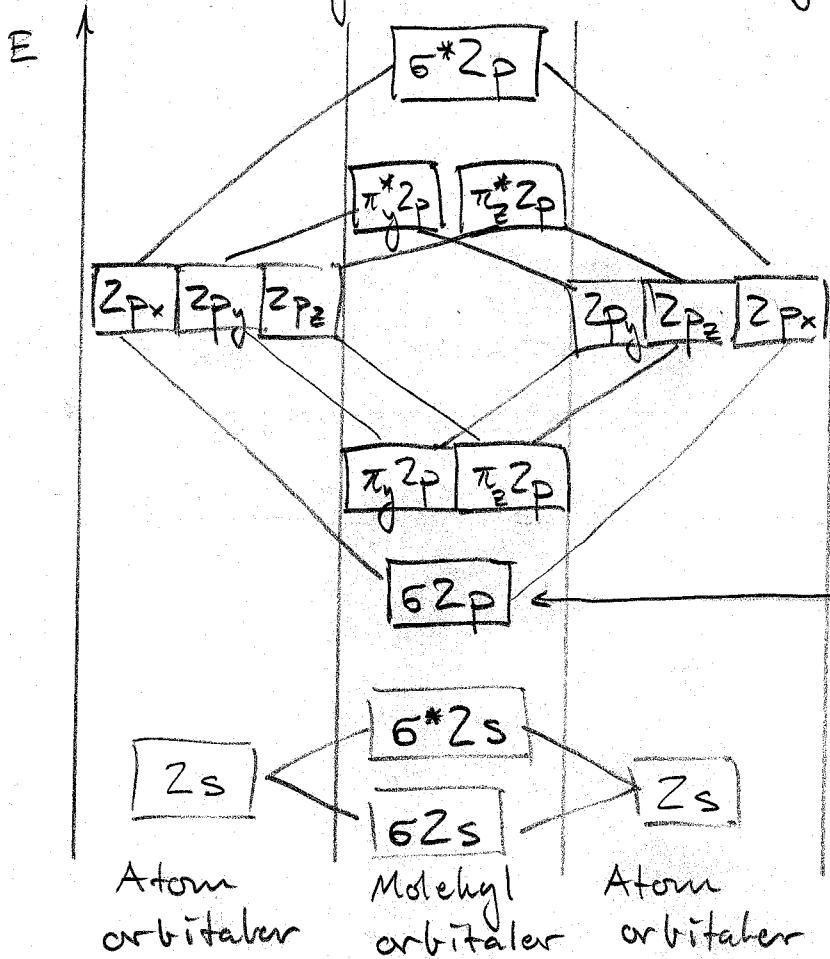 E
σ*2p
π*y2p π*z2p
2px 2py 2pz
2py 2pz 2px
πy2p πz2p
σ2p
σ*2s
2s
2s
σ2s
Atom
orbitaler
Molekyl
orbitaler
Atom
orbitaler